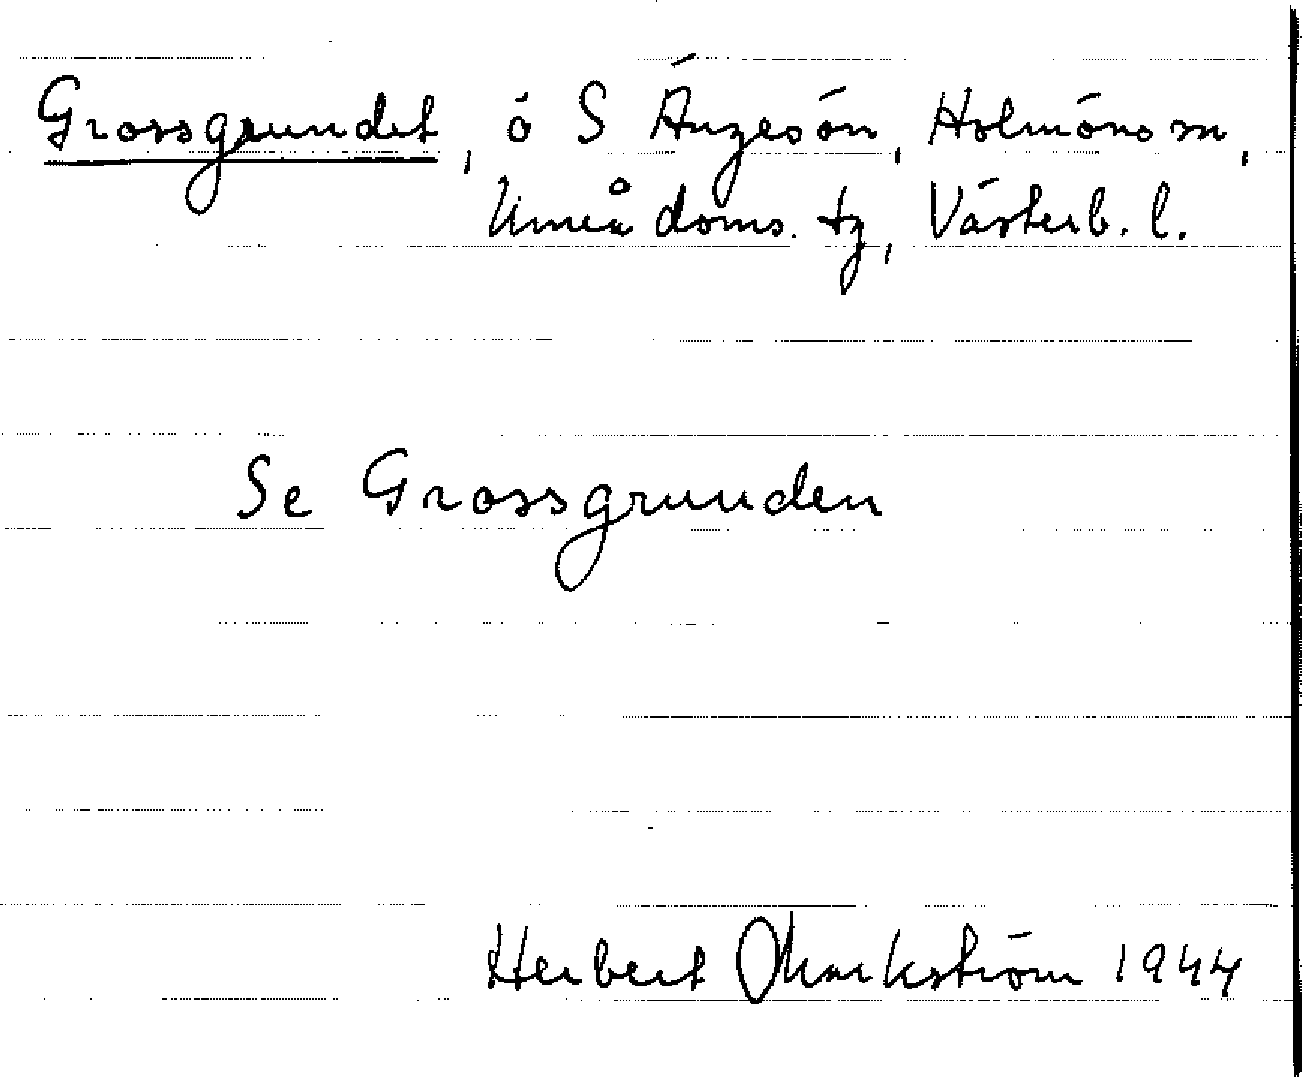 Grossgrundet, ö S Ängesön, Holmöns sn,
Umeå doms. tg, Västerb. l.
Se Grossgrunden
Herbert Markström 1944